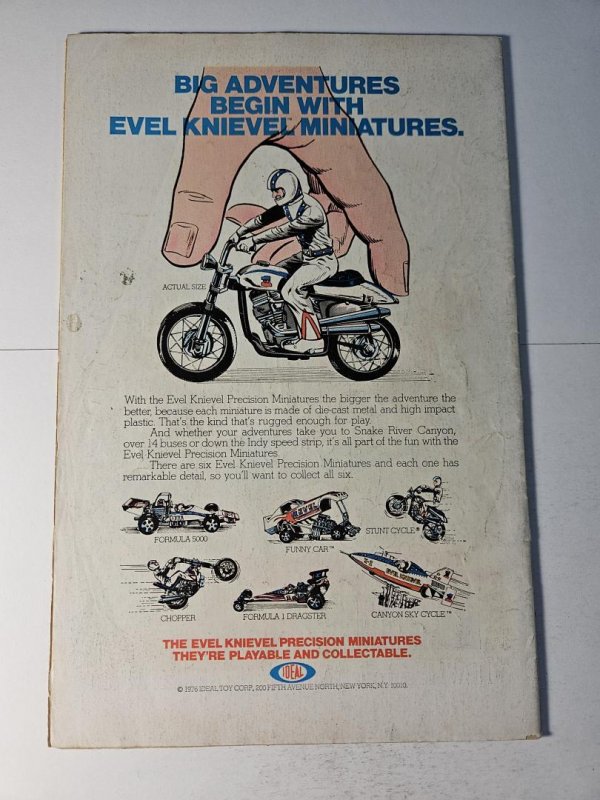 BIG ADVENTURES
BEGIN WITH
EVEL KNIEVEL MINIATURES.
ACTUAL SIZE
With the Evel Knievel Precision Miniatures the bigger the adventure the
better, because each miniature is made of die-cast metal and high impact
plastic. That's the kind that's rugged enough for play.
And whether your adventures take you to Snake River Canyon,
over 14 buses or down the Indy speed strip, it's all part of the fun with the
Evel Knievel Precision Miniatures.
There are six Evel Knievel Precision Miniatures and each one has
remarkable detail, so you'll want to collect all six.
FORMULA 5000
FUNNY CAR™
STUNT CYCLE®
CHOPPER
FORMULA 1 DRAGSTER
CANYON SKY CYCLE™
THE EVEL KNIEVEL PRECISION MINIATURES
THEY'RE PLAYABLE AND COLLECTABLE.
IDEAL
© 1976 IDEAL TOY CORP., 200 FIFTH AVENUE NORTH, NEW YORK, N.Y. 10010.